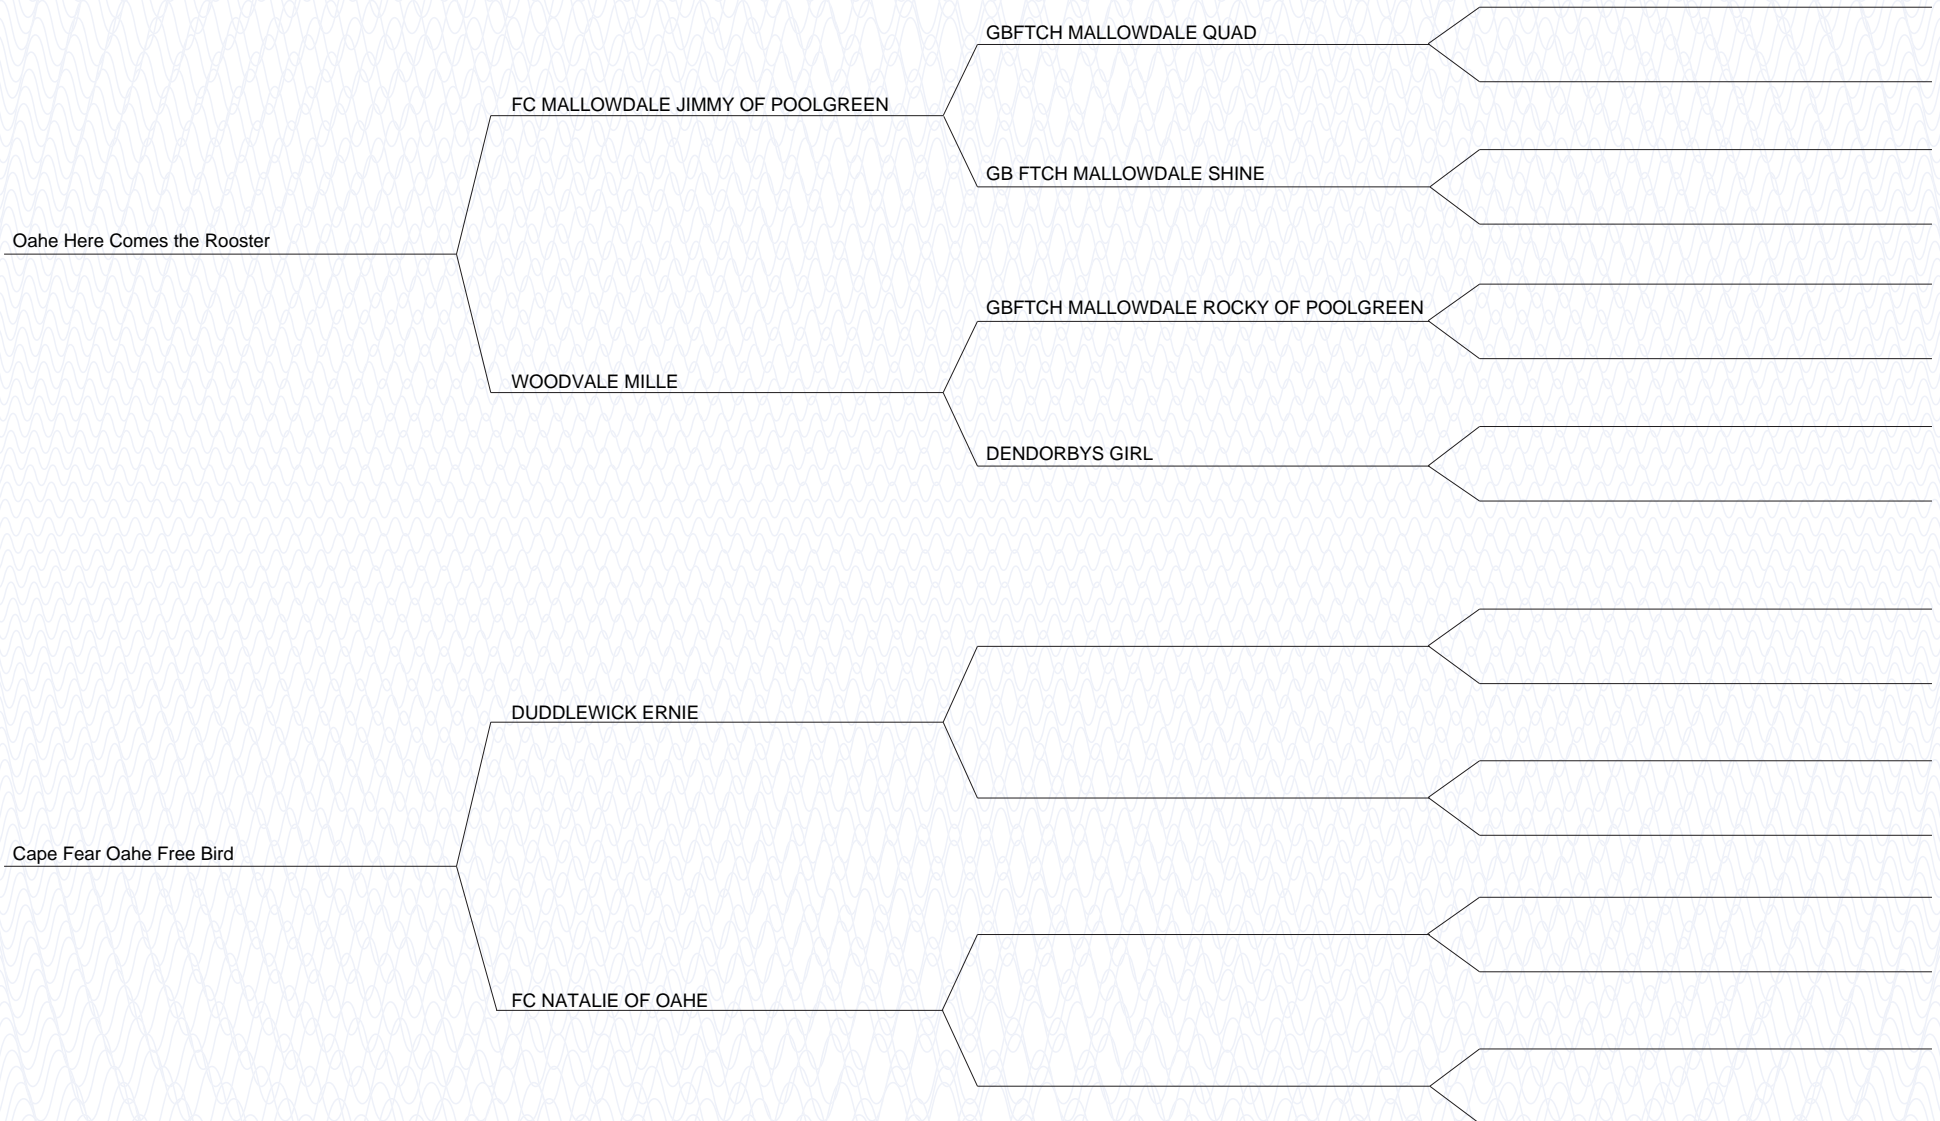 GBFTCH MALLOWDALE QUAD
FC MALLOWDALE JIMMY OF POOLGREEN
GB FTCH MALLOWDALE SHINE
Oahe Here Comes the Rooster
GBFTCH MALLOWDALE ROCKY OF POOLGREEN
WOODVALE MILLE
DENDORBYS GIRL
DUDDLEWICK ERNIE
Cape Fear Oahe Free Bird
FC NATALIE OF OAHE